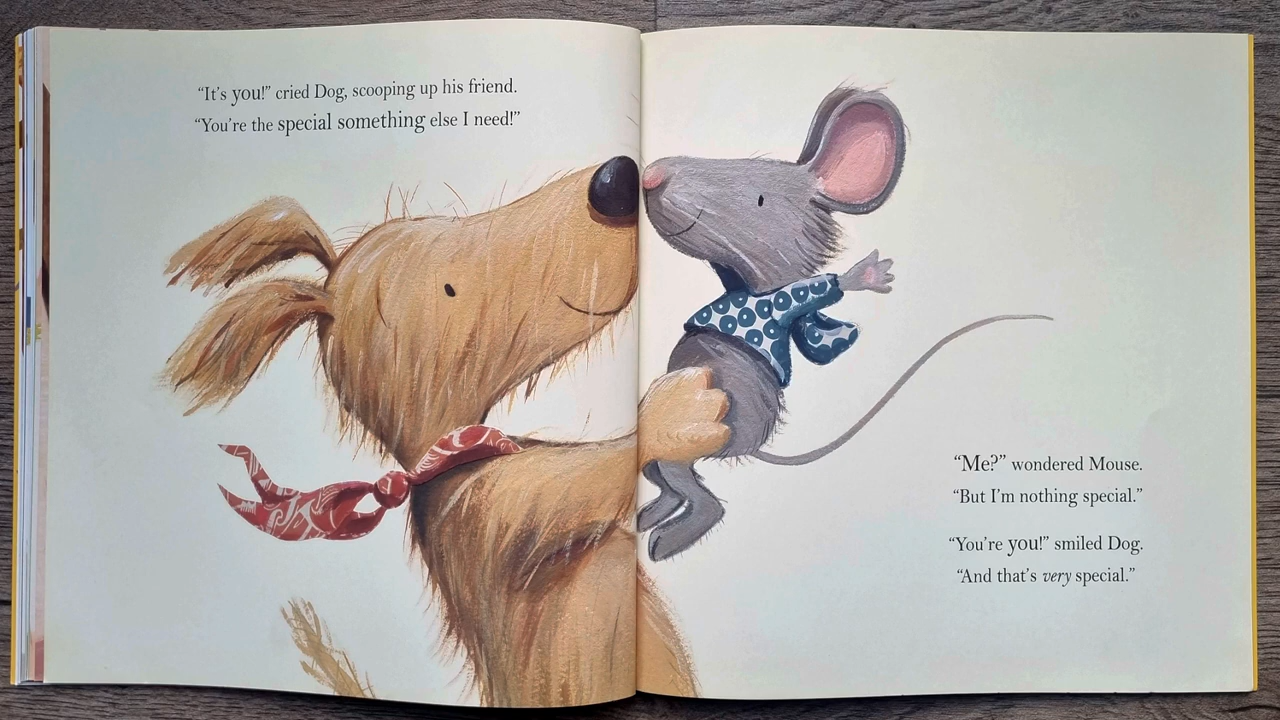 “It’s you!” cried Dog, scooping up his friend.
“You’re the special something else I need!”
“Me?” wondered Mouse.
“But I’m nothing special.”
“You’re you!” smiled Dog.
“And that’s very special.”